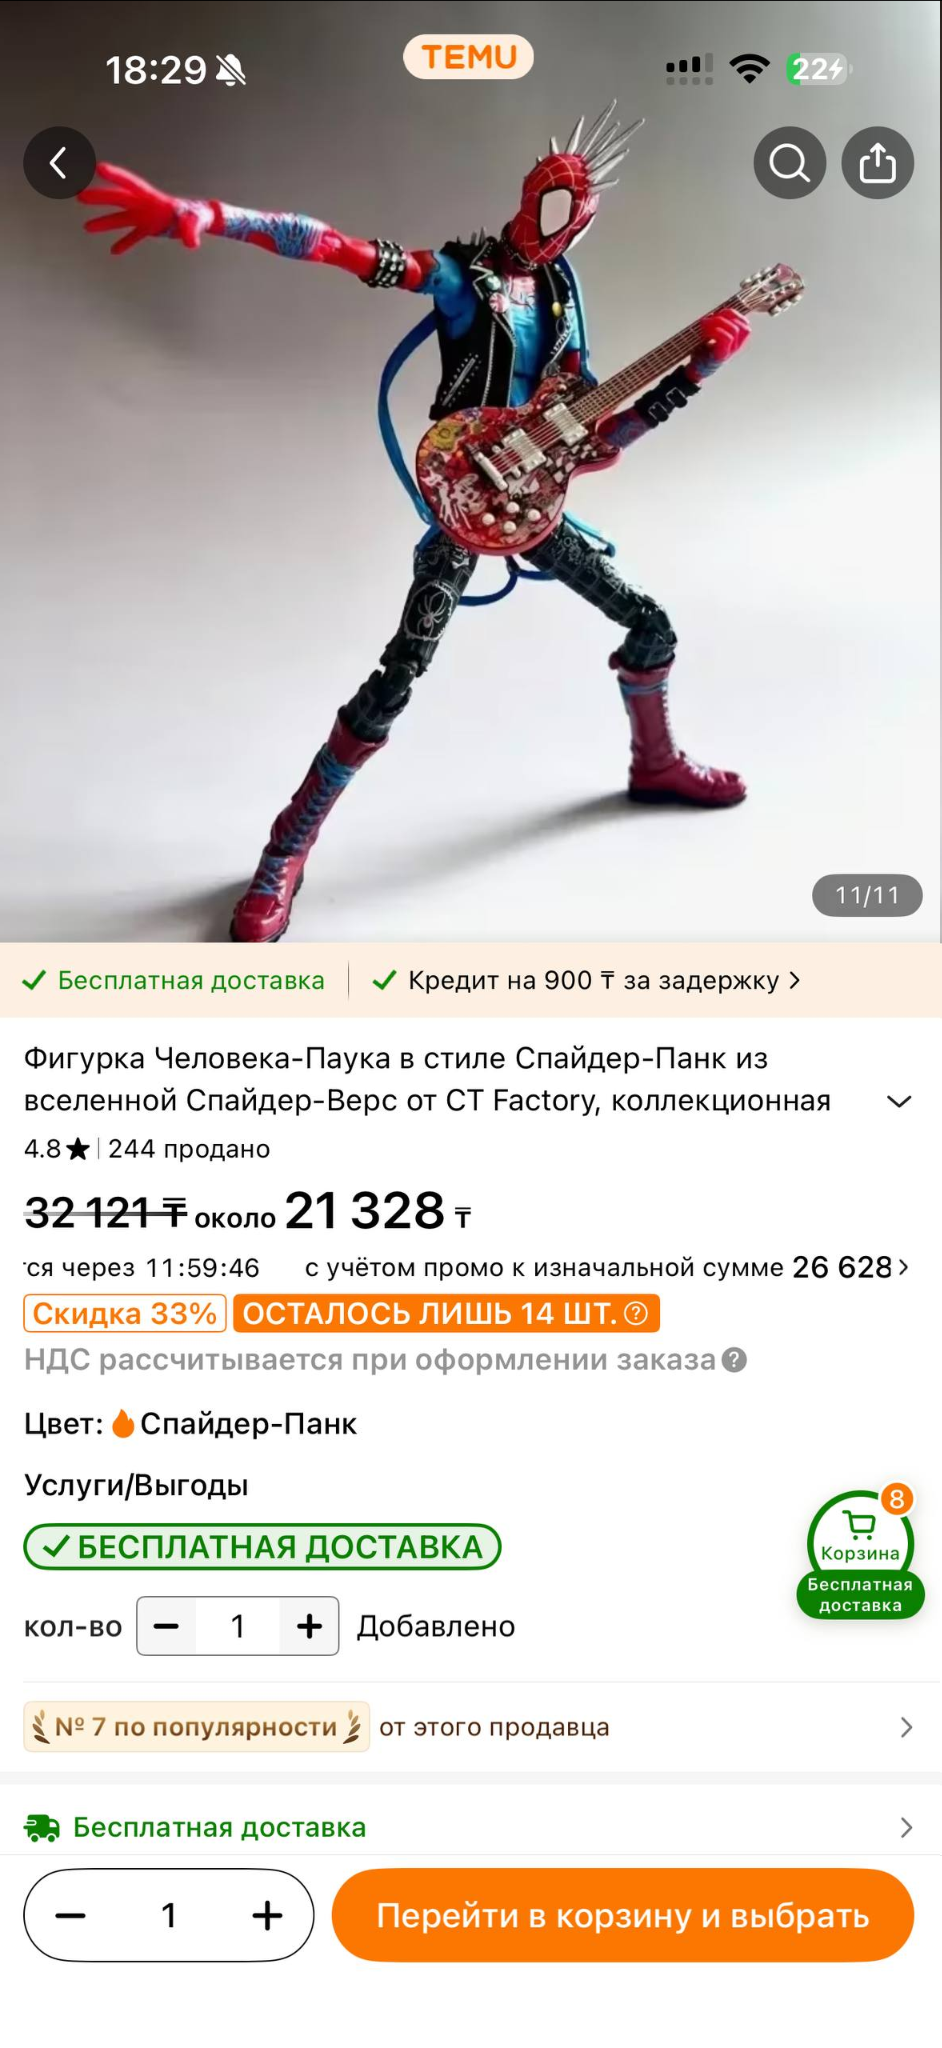 18:29
TEMU
22
11/11
Бесплатная доставка
Кредит на 900 ₸ за задержку >
Фигурка Человека-Паука в стиле Спайдер-Панк из
вселенной Спайдер-Верс от CT Factory, коллекционная
4.8★ | 244 продано
32 121 ₸ около 21 328 ₸
ся через 11:59:46 с учётом промо к изначальной сумме 26 628 >
Скидка 33% ОСТАЛОСЬ ЛИШЬ 14 ШТ. ?
НДС рассчитывается при оформлении заказа ?
Цвет: Спайдер-Панк
Услуги/Выгоды
8
Корзина
БЕСПЛАТНАЯ ДОСТАВКА
Бесплатная
доставка
кол-во − 1 + Добавлено
№ 7 по популярности от этого продавца
Бесплатная доставка
− 1 + Перейти в корзину и выбрать